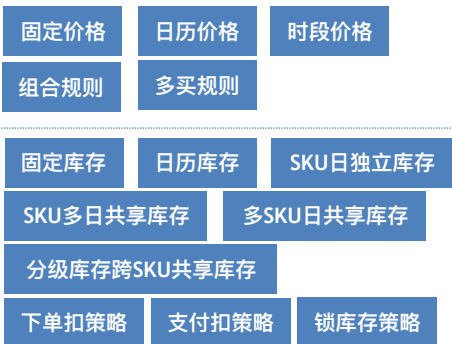 固定价格 日历价格 时段价格
组合规则 多买规则
固定库存 日历库存 SKU日独立库存
SKU多日共享库存 多SKU日共享库存
分级库存跨SKU共享库存
下单扣策略 支付扣策略 锁库存策略